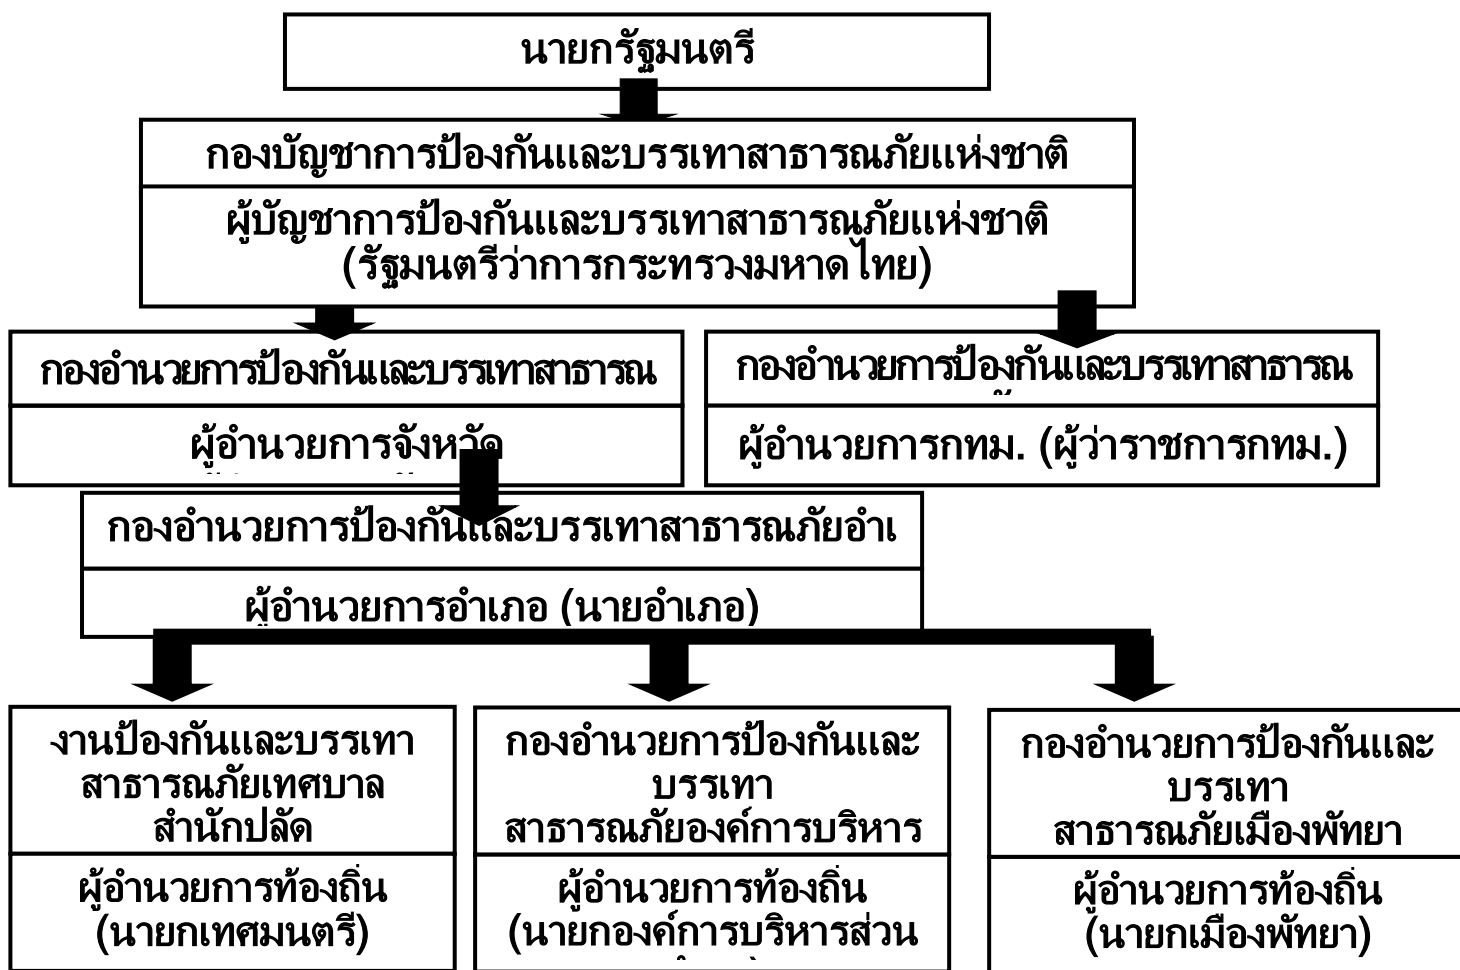 นายกรัฐมนตรี
กองบัญชาการป้องกันและบรรเทาสาธารณภัยแห่งชาติ
ผู้บัญชาการป้องกันและบรรเทาสาธารณภัยแห่งชาติ
(รัฐมนตรีว่าการกระทรวงมหาดไทย)
กองอำนวยการป้องกันและบรรเทาสาธารณ
ผู้อำนวยการจังหวัด
กองอำนวยการป้องกันและบรรเทาสาธารณ
ผู้อำนวยการกทม. (ผู้ว่าราชการกทม.)
กองอำนวยการป้องกันและบรรเทาสาธารณภัยอำเ
ผู้อำนวยการอำเภอ (นายอำเภอ)
งานป้องกันและบรรเทา
สาธารณภัยเทศบาล
สำนักปลัด
ผู้อำนวยการท้องถิ่น
(นายกเทศมนตรี)
กองอำนวยการป้องกันและ
บรรเทา
สาธารณภัยองค์การบริหาร
ผู้อำนวยการท้องถิ่น
(นายกองค์การบริหารส่วน
กองอำนวยการป้องกันและ
บรรเทา
สาธารณภัยเมืองพัทยา
ผู้อำนวยการท้องถิ่น
(นายกเมืองพัทยา)